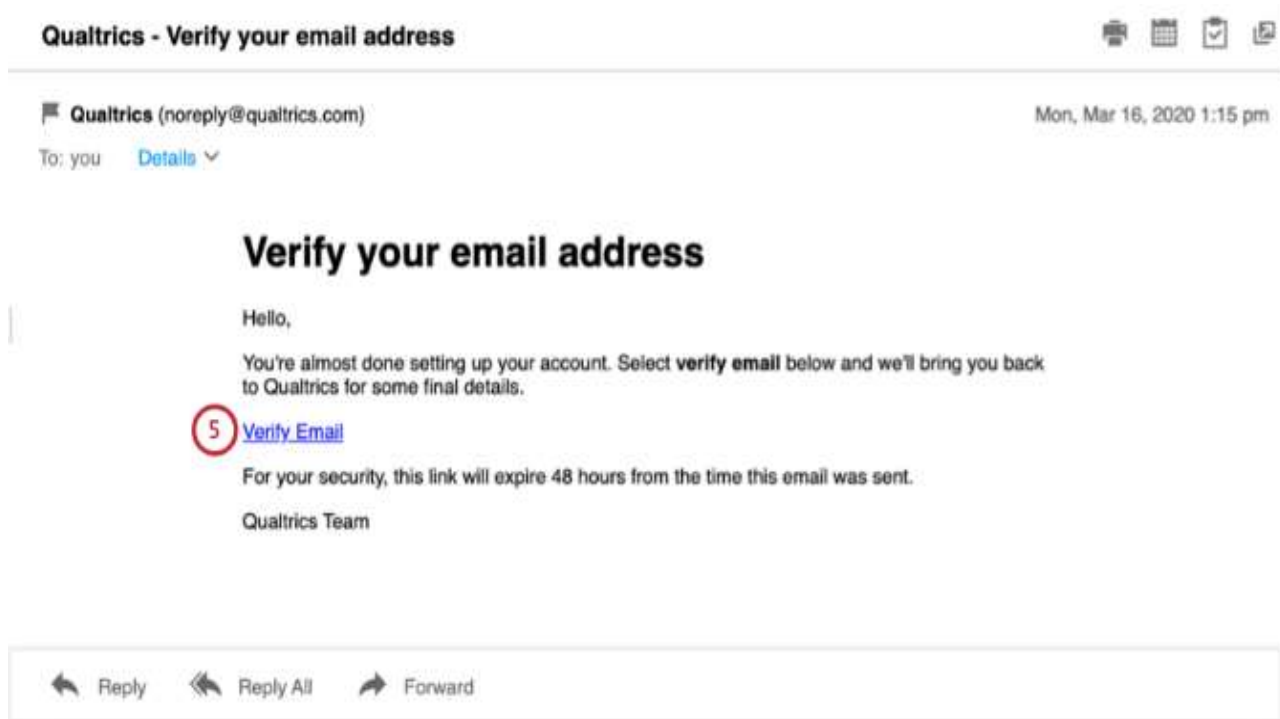 Qualtrics - Verify your email address
Qualtrics (noreply@qualtrics.com)
Mon, Mar 16, 2020 1:15 pm
To: you Details
Verify your email address
Hello,
You're almost done setting up your account. Select verify email below and we'll bring you back
to Qualtrics for some final details.
5 Verify Email
For your security, this link will expire 48 hours from the time this email was sent.
Qualtrics Team
Reply Reply All Forward